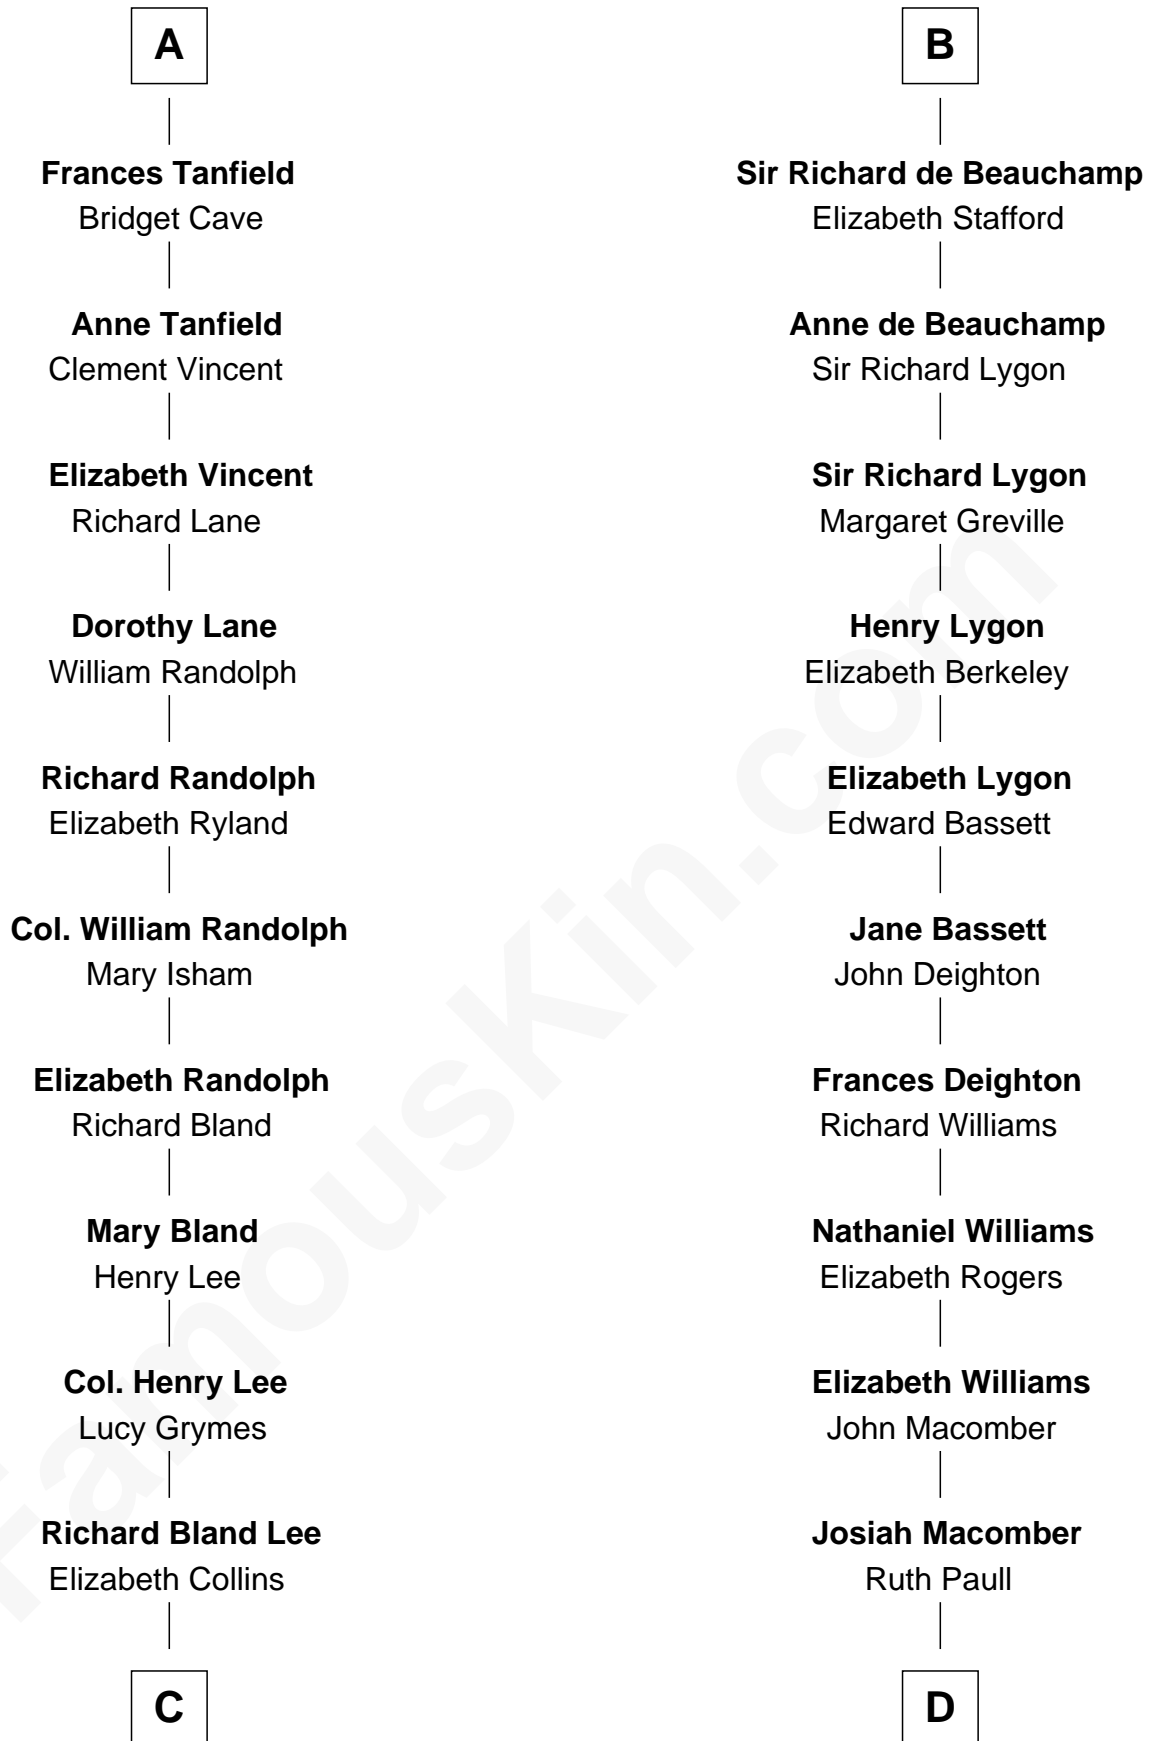 A
Frances Tanfield
Bridget Cave
Anne Tanfield
Clement Vincent
Elizabeth Vincent
Richard Lane
Dorothy Lane
William Randolph
Richard Randolph
Elizabeth Ryland
Col. William Randolph
Mary Isham
Elizabeth Randolph
Richard Bland
Mary Bland
Henry Lee
Col. Henry Lee
Lucy Grymes
Richard Bland Lee
Elizabeth Collins
C
B
Sir Richard de Beauchamp
Elizabeth Stafford
Anne de Beauchamp
Sir Richard Lygon
Sir Richard Lygon
Margaret Greville
Henry Lygon
Elizabeth Berkeley
Elizabeth Lygon
Edward Bassett
Jane Bassett
John Deighton
Frances Deighton
Richard Williams
Nathaniel Williams
Elizabeth Rogers
Elizabeth Williams
John Macomber
Josiah Macomber
Ruth Paull
D
FamousKin.com